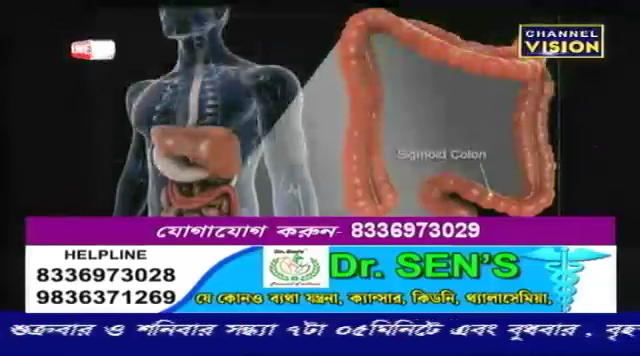 CHANNEL
VISION
Sigmoid Colon
যোগাযোগ করুন- 8336973029
HELPLINE
8336973028
9836371269
Dr. SEN'S
যে কোনও ব্যথা যন্ত্রনা, ক্যান্সার, কিডনি, থ্যালাসেমিয়া,
শুক্রবার ও শনিবার সন্ধ্যা ৭টা ০৫মিনিটে এবং বুধবার , বৃহ